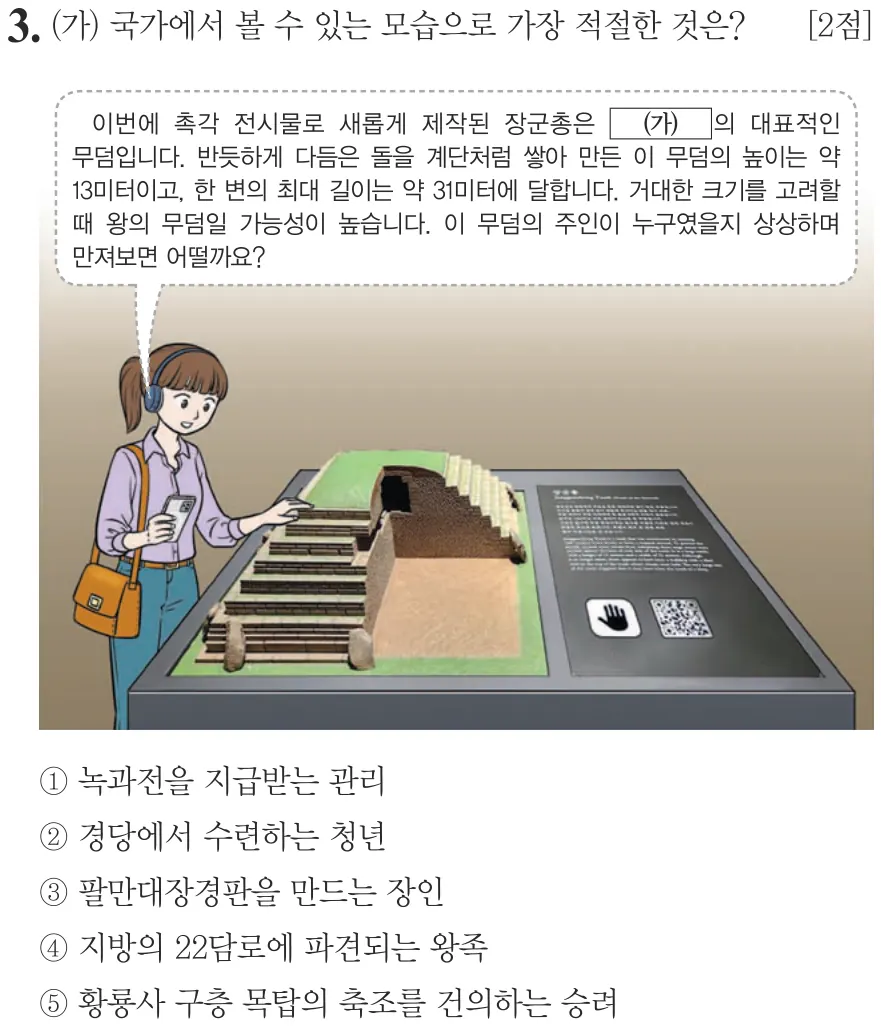 3. (가) 국가에서 볼 수 있는 모습으로 가장 적절한 것은? [2점]
이번에 촉각 전시물로 새롭게 제작된 장군총은 (가) 의 대표적인
무덤입니다. 반듯하게 다듬은 돌을 계단처럼 쌓아 만든 이 무덤의 높이는 약
13미터이고, 한 변의 최대 길이는 약 31미터에 달합니다. 거대한 크기를 고려할
때 왕의 무덤일 가능성이 높습니다. 이 무덤의 주인이 누구였을지 상상하며
만져보면 어떨까요?
① 녹과전을 지급받는 관리
② 경당에서 수련하는 청년
③ 팔만대장경판을 만드는 장인
④ 지방의 22담로에 파견되는 왕족
⑤ 황룡사 구층 목탑의 축조를 건의하는 승려